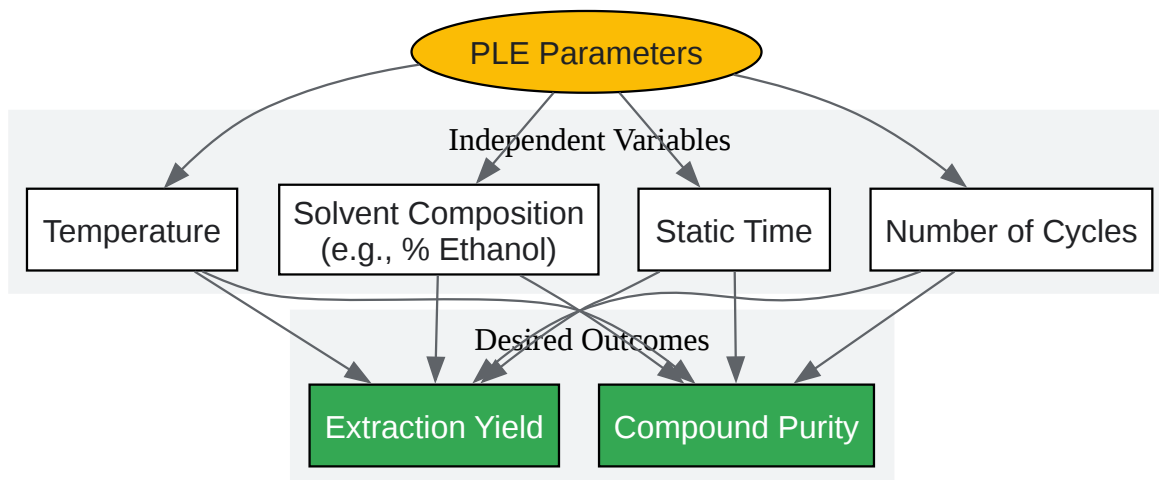 PLE Parameters
Independent Variables
Temperature
Solvent Composition
(e.g., % Ethanol)
Static Time
Number of Cycles
Desired Outcomes
Extraction Yield
Compound Purity